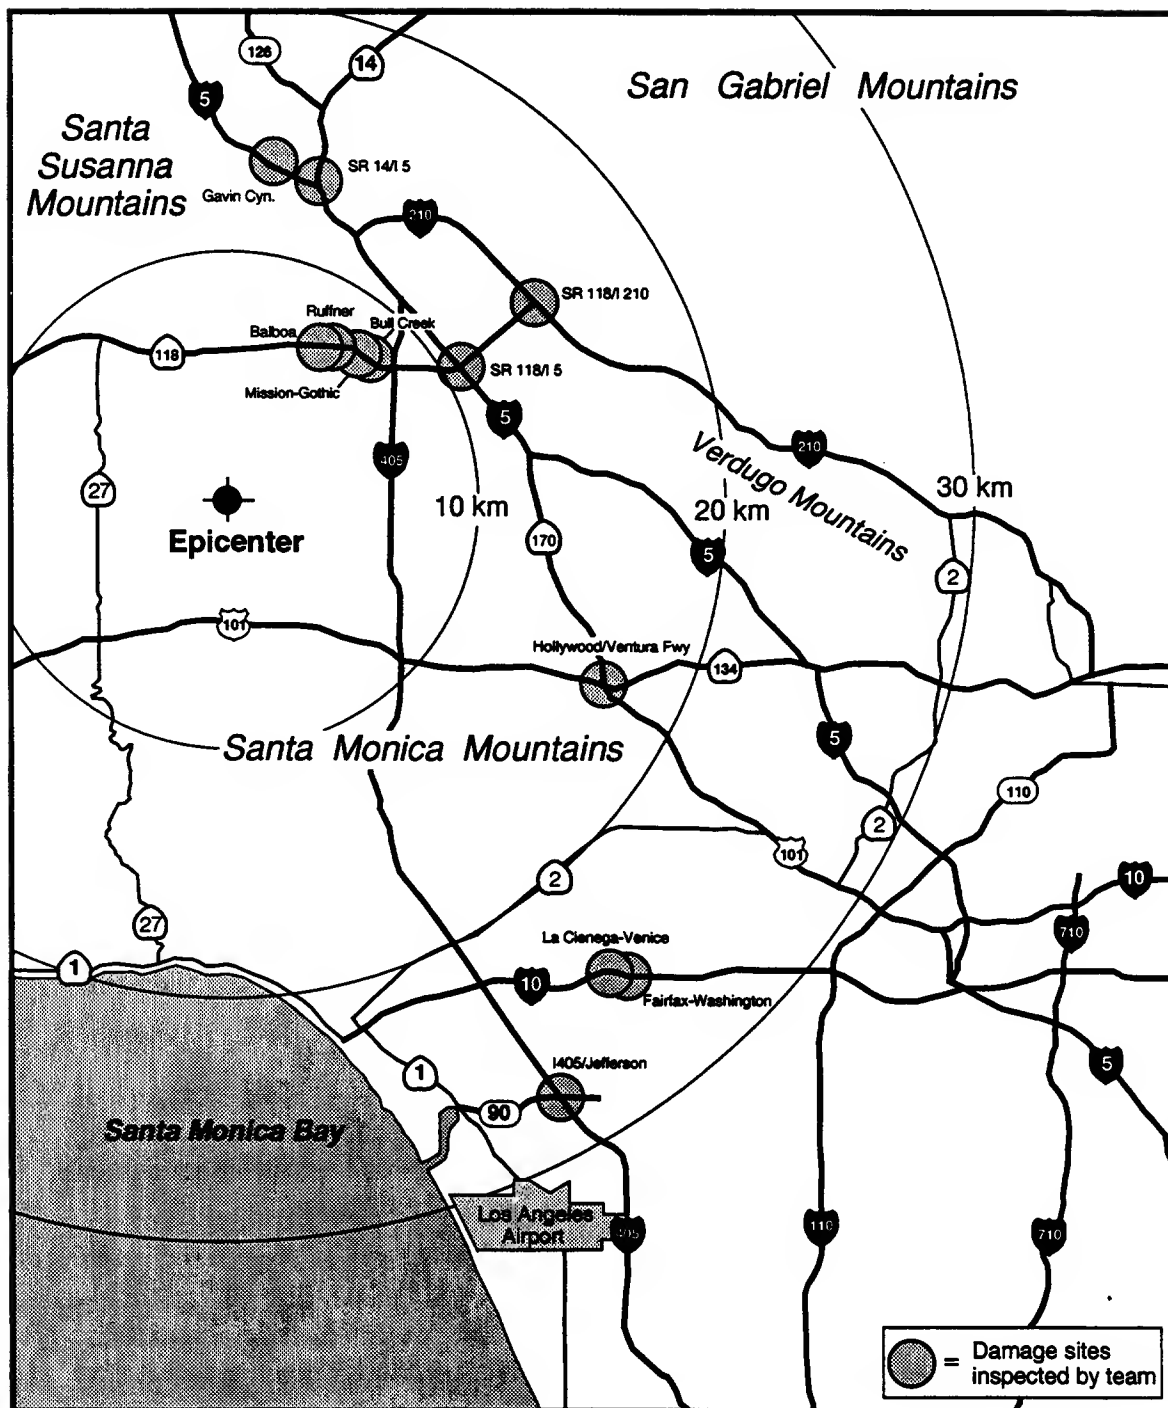 126
14
5
San Gabriel Mountains
Santa
Susanna
Mountains
SR 14/I 5
Gavin Cyn.
210
SR 118/I 210
Ruffner
Balboa
Bull Creek
118
SR 118/I 5
Mission-Gothic
5
405
210
Verdugo Mountains
27
10 km
20 km
30 km
Epicenter
170
5
2
101
Hollywood/Ventura Fwy
134
5
Santa Monica Mountains
110
2
101
2
10
27
710
La Cienega-Venice
1
10
Fairfax-Washington
I405/Jefferson
5
1
90
Santa Monica Bay
Los Angeles
Airport
405
110
710
= Damage sites
inspected by team